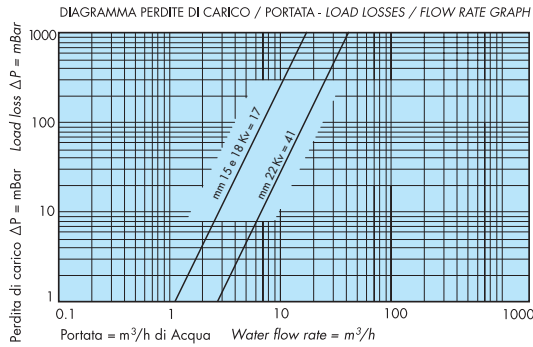 DIAGRAMMA PERDITE DI CARICO / PORTATA - LOAD LOSSES / FLOW RATE GRAPH
Perdita di carico ΔP = mBar Load loss ΔP = mBar
1000
100
10
1
mm 15 e 18 Kv = 17
mm 22 Kv = 41
0.1 1 10 100 1000
Portata = m³/h di Acqua Water flow rate = m³/h